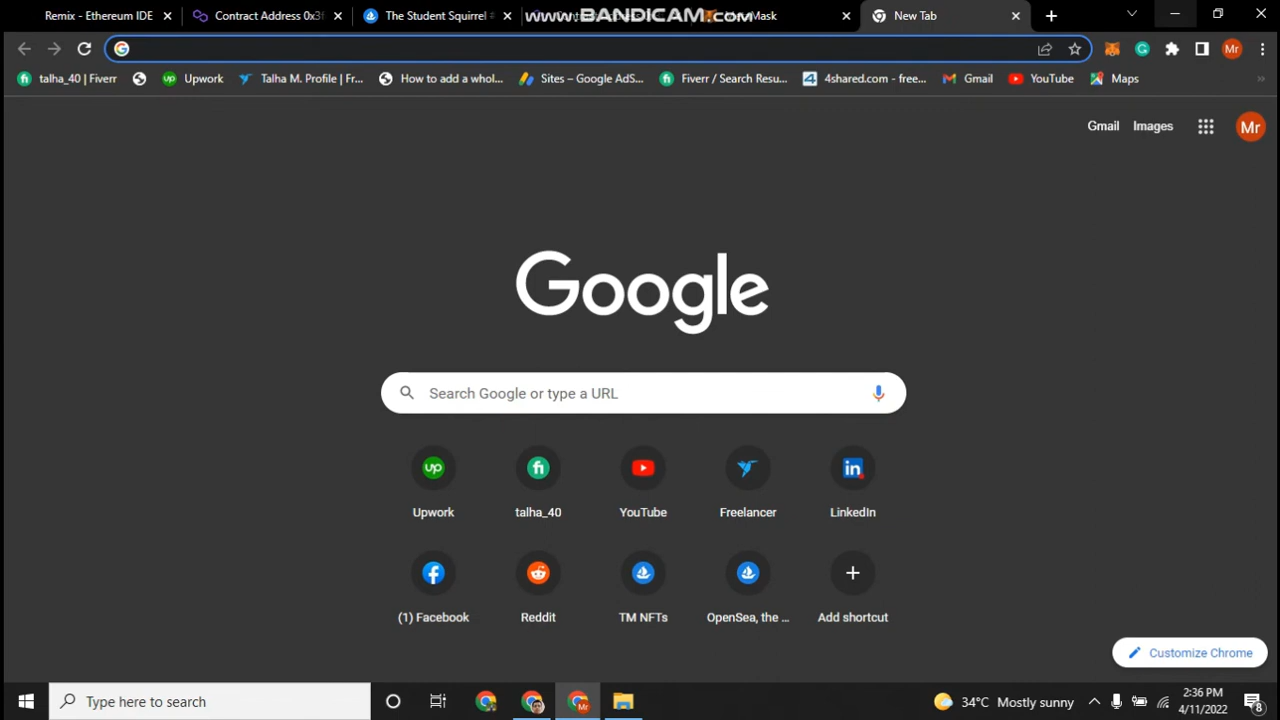 Remix - Ethereum IDE
Contract Address 0x3f
The Student Squirrel #
www.BANDICAM.com
Mask
New Tab
talha_40 | Fiverr
Upwork
Talha M. Profile | Fr...
How to add a whol...
Sites – Google AdS...
Fiverr / Search Resu...
4shared.com - free...
Gmail
YouTube
Maps
Mr
Gmail
Images
Mr
Google
Search Google or type a URL
Upwork
talha_40
YouTube
Freelancer
LinkedIn
(1) Facebook
Reddit
TM NFTs
OpenSea, the ...
Add shortcut
Customize Chrome
Type here to search
34°C Mostly sunny
2:36 PM
4/11/2022
8